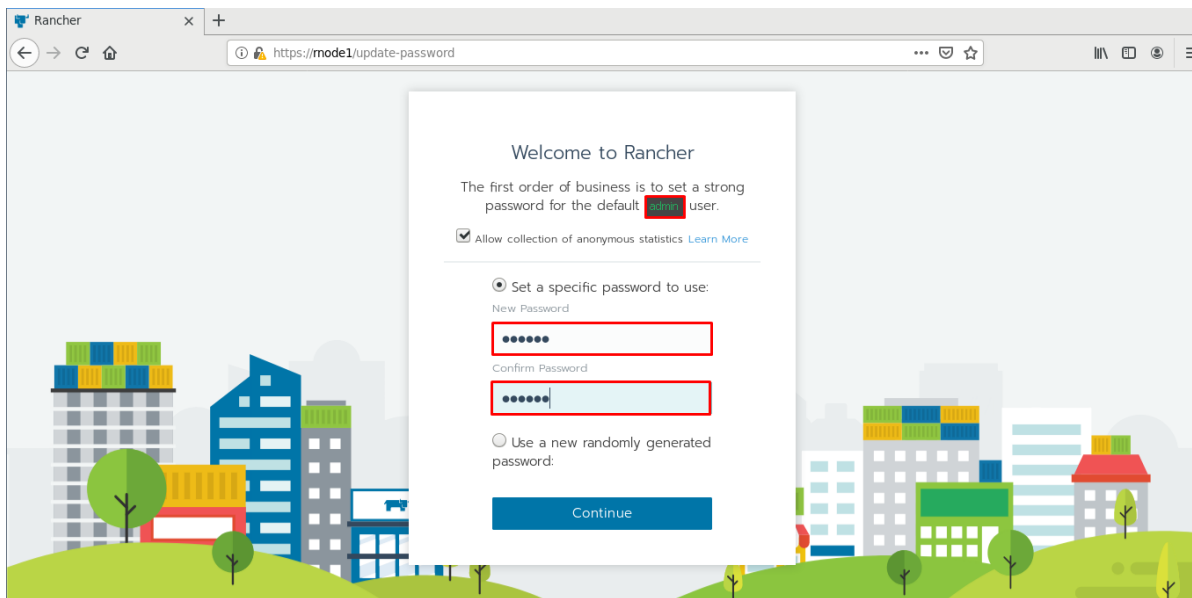 Rancher
https://rnode1/update-password
Welcome to Rancher
The first order of business is to set a strong
password for the default admin user.
Allow collection of anonymous statistics Learn More
Set a specific password to use:
New Password
●●●●●●
Confirm Password
●●●●●●
Use a new randomly generated
password:
Continue